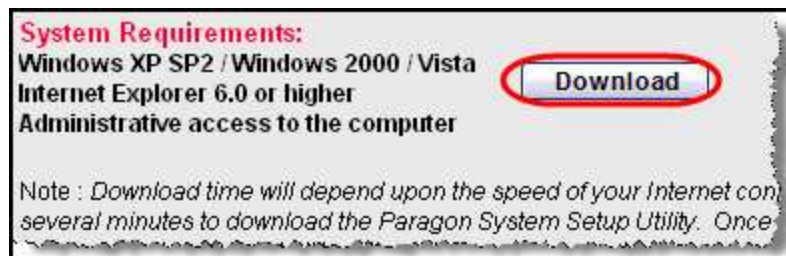 System Requirements:
Windows XP SP2 / Windows 2000 / Vista
Internet Explorer 6.0 or higher
Administrative access to the computer
Download
Note : Download time will depend upon the speed of your Internet
several minutes to download the Paragon System Setup Utility. Once